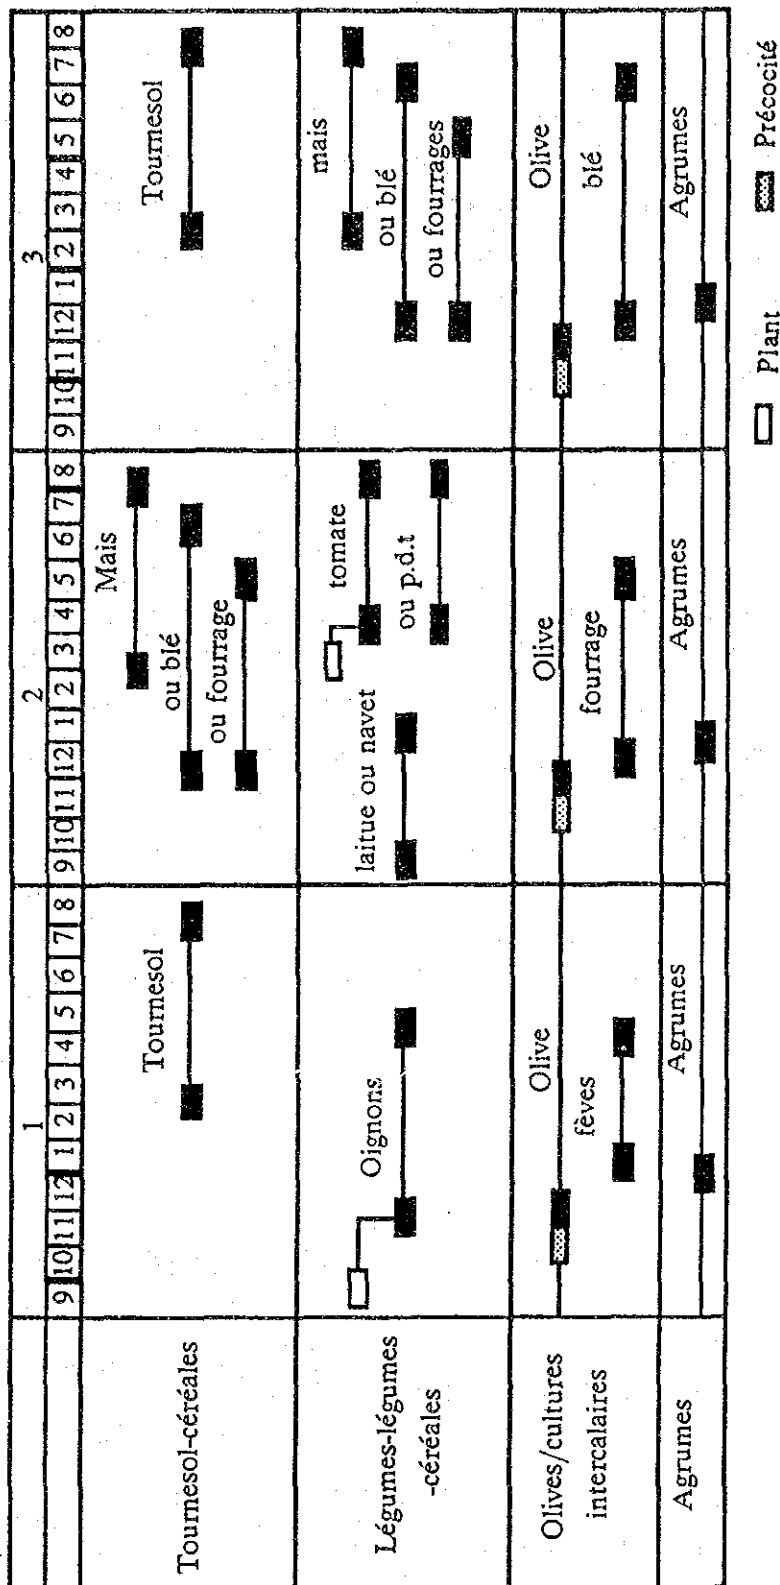 1 2 3
9 10 11 12 1 2 3 4 5 6 7 8 9 10 11 12 1 2 3 4 5 6 7 8 9 10 11 12 1 2 3 4 5 6 7 8
Tournesol-céréales
Tournesol
Màis
ou blé
ou fourrage
Tournesol
Légumes-légumes
-céréales
Oignons
laitue ou navet
tomate
ou p.d.t
mais
ou blé
ou fourrages
Olives/cultures
intercalaires
Olive
fèves
Olive
fourrage
Olive
blé
Agrumes
Agrumes
Agrumes
Agrumes
Plant
Précocité